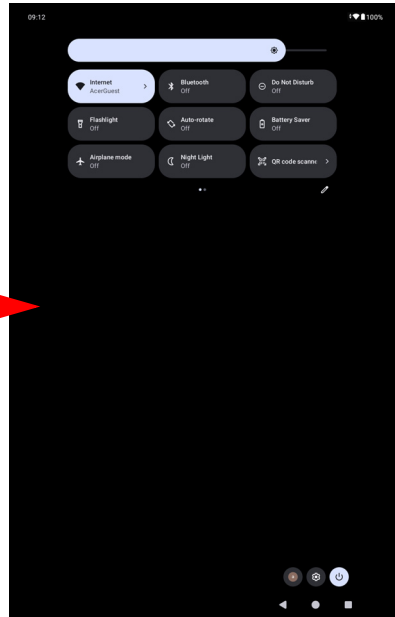 09:12
100%
Internet
AcerGuest
Bluetooth
Off
Do Not Disturb
Off
Flashlight
Off
Auto-rotate
Off
Battery Saver
Off
Airplane mode
Off
Night Light
Off
QR code scanne